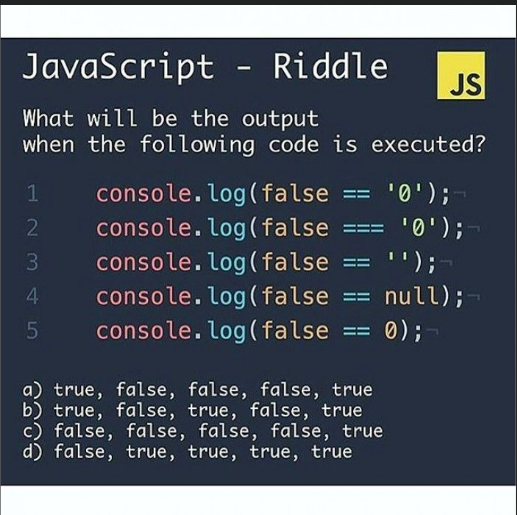 JavaScript - Riddle
JS
What will be the output
when the following code is executed?
1 console.log(false == '0');¬
2 console.log(false === '0');¬
3 console.log(false == '');¬
4 console.log(false == null);¬
5 console.log(false == 0);¬
a) true, false, false, false, true
b) true, false, true, false, true
c) false, false, false, false, true
d) false, true, true, true, true